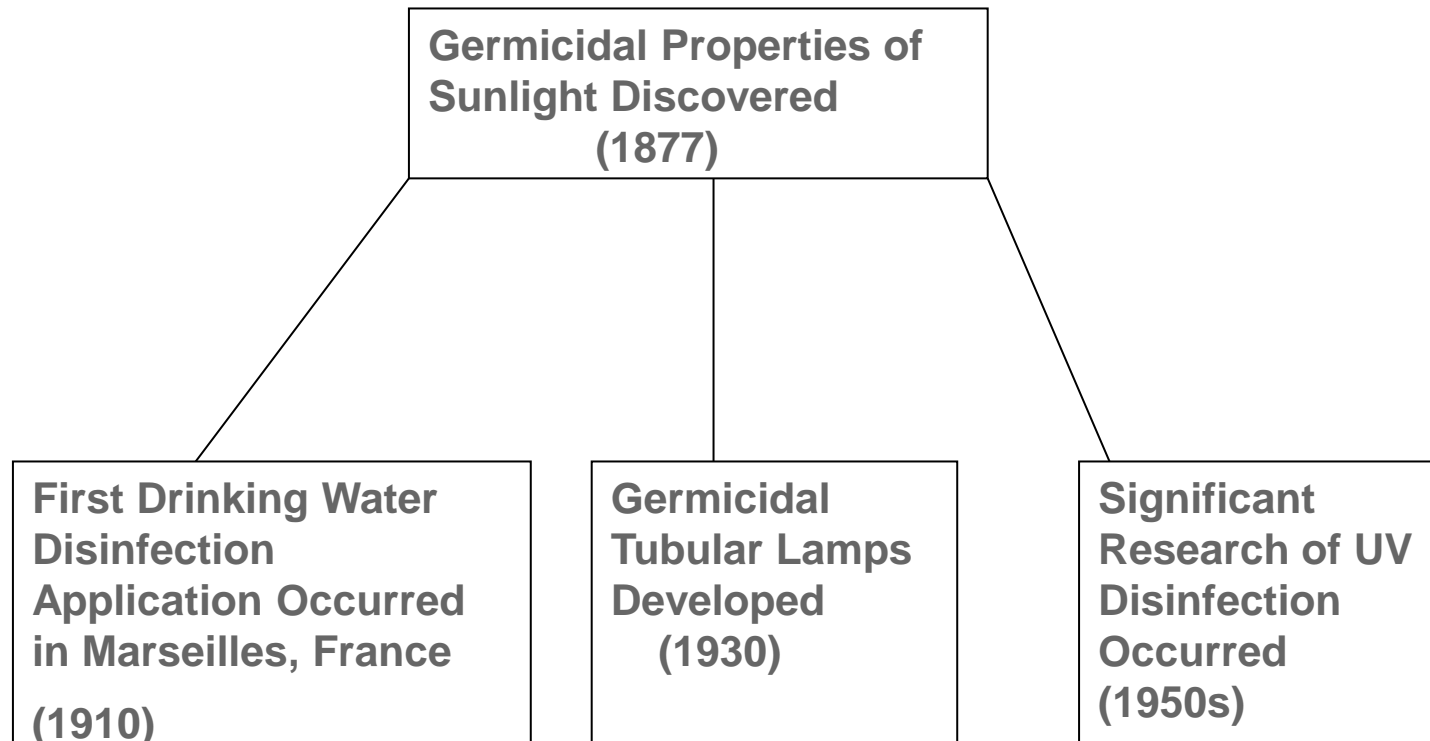 Germicidal Properties of
Sunlight Discovered
(1877)
First Drinking Water
Disinfection
Application Occurred
in Marseilles, France
(1910)
Germicidal
Tubular Lamps
Developed
(1930)
Significant
Research of UV
Disinfection
Occurred
(1950s)